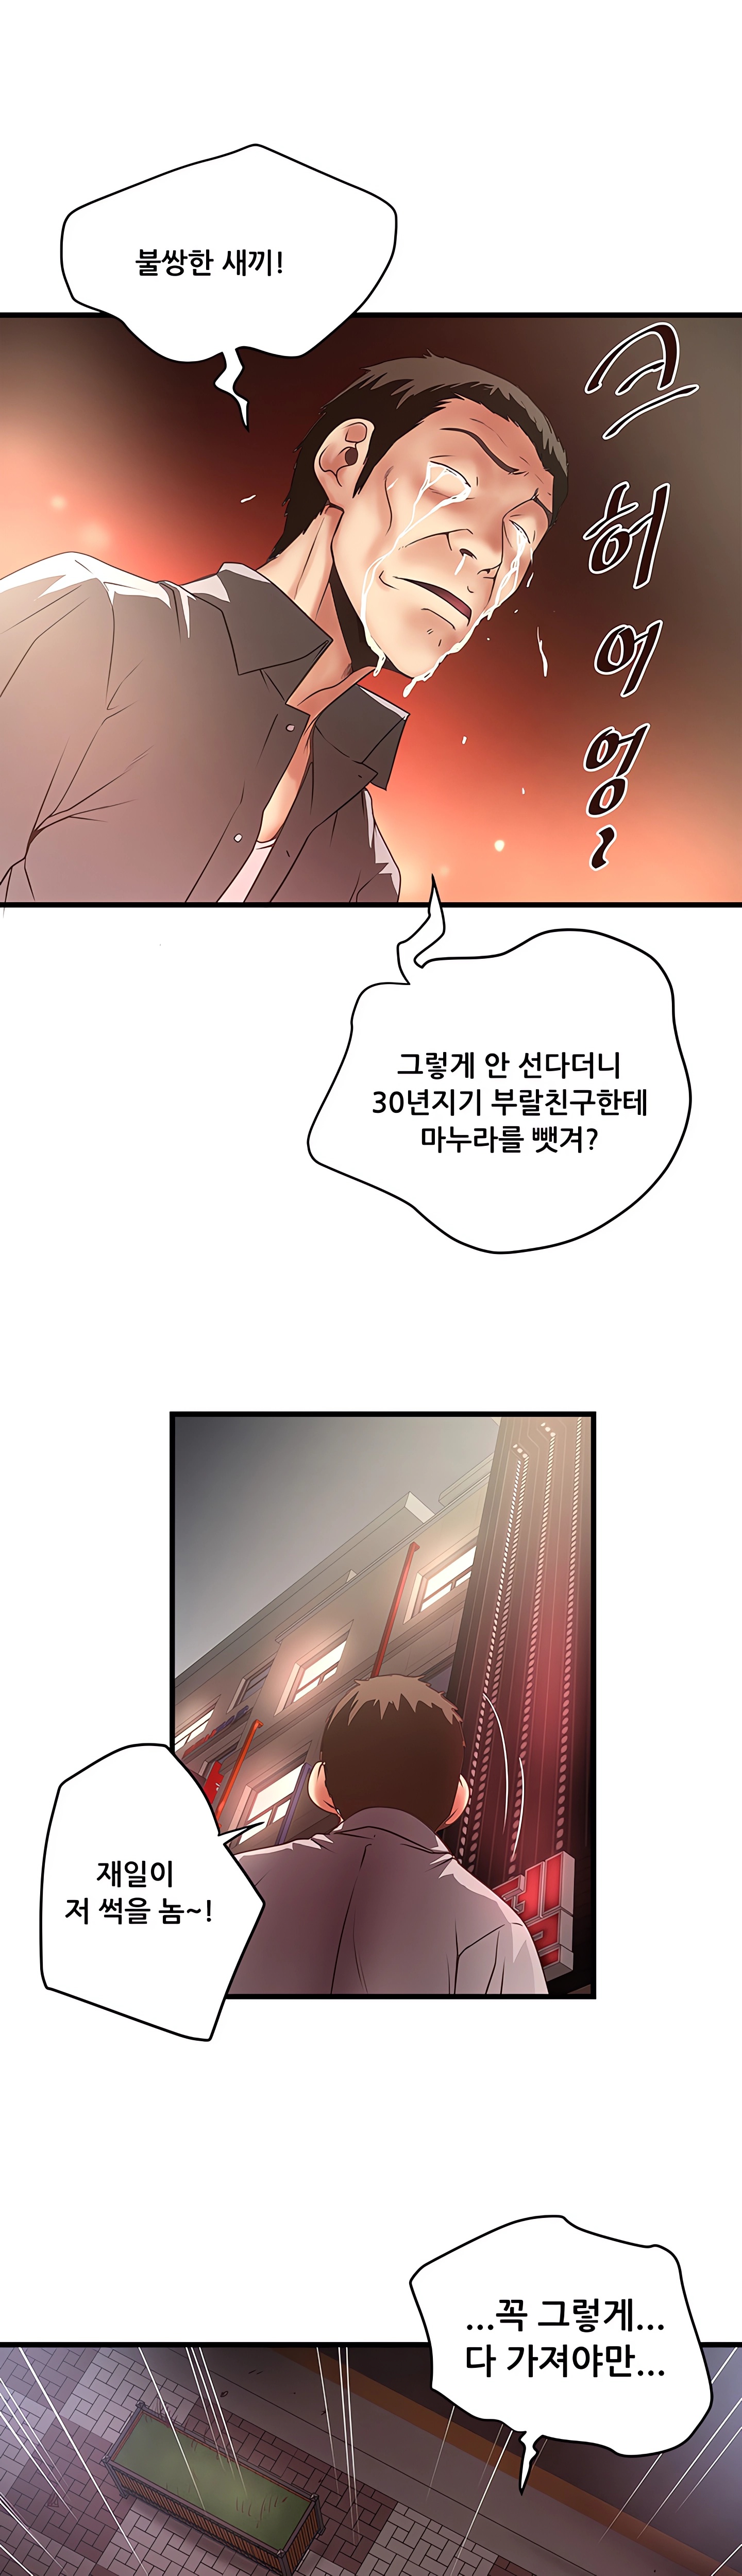 불쌍한 새끼!
크
허
어
엉~
그렇게 안 선다더니
30년지기 부랄친구한테
마누라를 뺏겨?
재일이
저 썩을 놈~!
...꼭 그렇게...
다 가져야만...